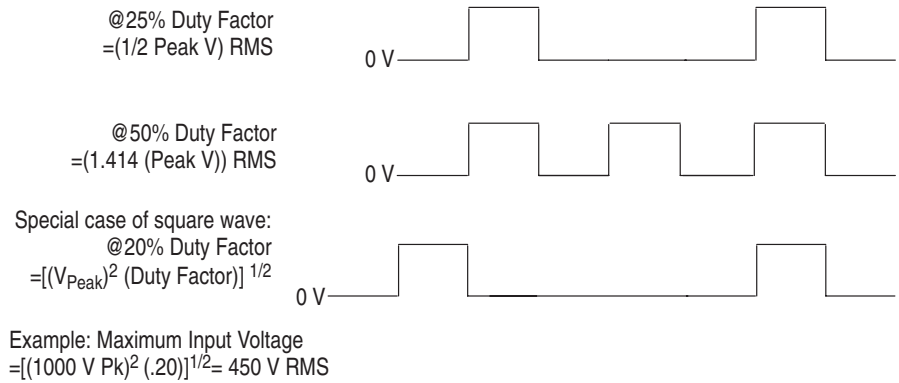 @25% Duty Factor
=(1/2 Peak V) RMS
0 V
@50% Duty Factor
=(1.414 (Peak V)) RMS
0 V
Special case of square wave:
@20% Duty Factor
=[(V_Peak)² (Duty Factor)] ^1/2
0 V
Example: Maximum Input Voltage
=[(1000 V Pk)² (.20)]^1/2= 450 V RMS